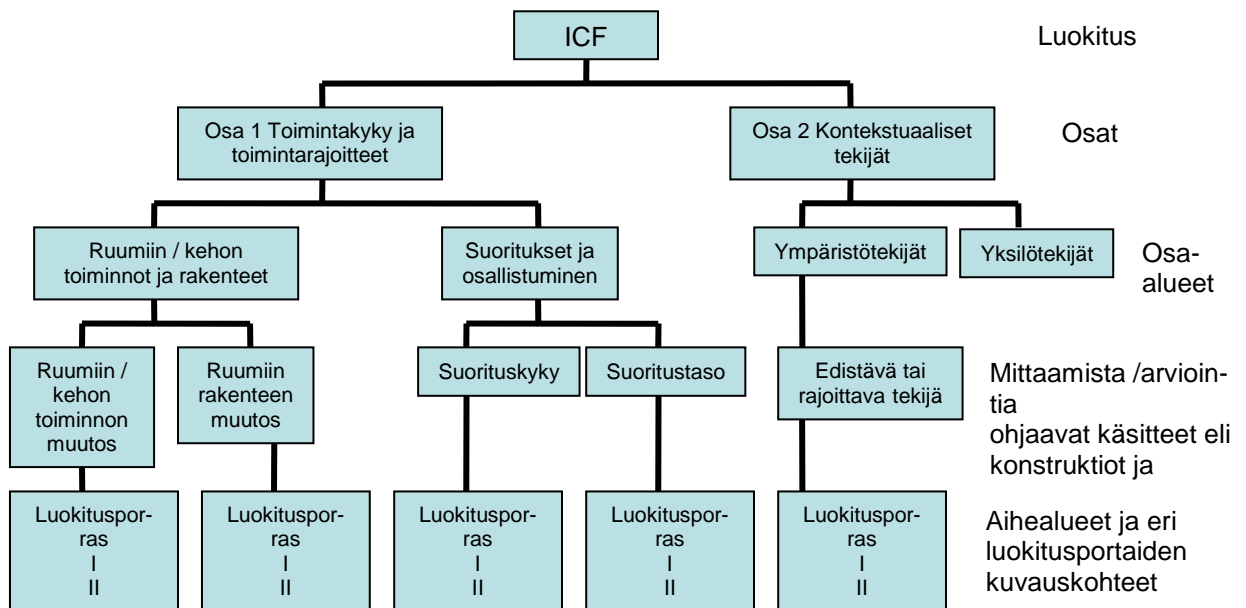 ICF
Luokitus
Osa 1 Toimintakyky ja
toimintarajoitteet
Osa 2 Kontekstuaaliset
tekijät
Osat
Ruumiin / kehon
toiminnot ja rakenteet
Suoritukset ja
osallistuminen
Ympäristötekijät
Yksilötekijät
Osa-
alueet
Ruumiin /
kehon
toiminnon
muutos
Ruumiin
rakenteen
muutos
Suorituskyky
Suoritustaso
Edistävä tai
rajoittava tekijä
Mittaamista /arvioin-
tia
ohjaavat käsitteet eli
konstruktiot ja
Luokituspor-
ras
I
II
Luokituspor-
ras
I
II
Luokituspor-
ras
I
II
Luokituspor-
ras
I
II
Luokituspor-
ras
I
II
Aihealueet ja eri
luokitusportaiden
kuvauskohteet